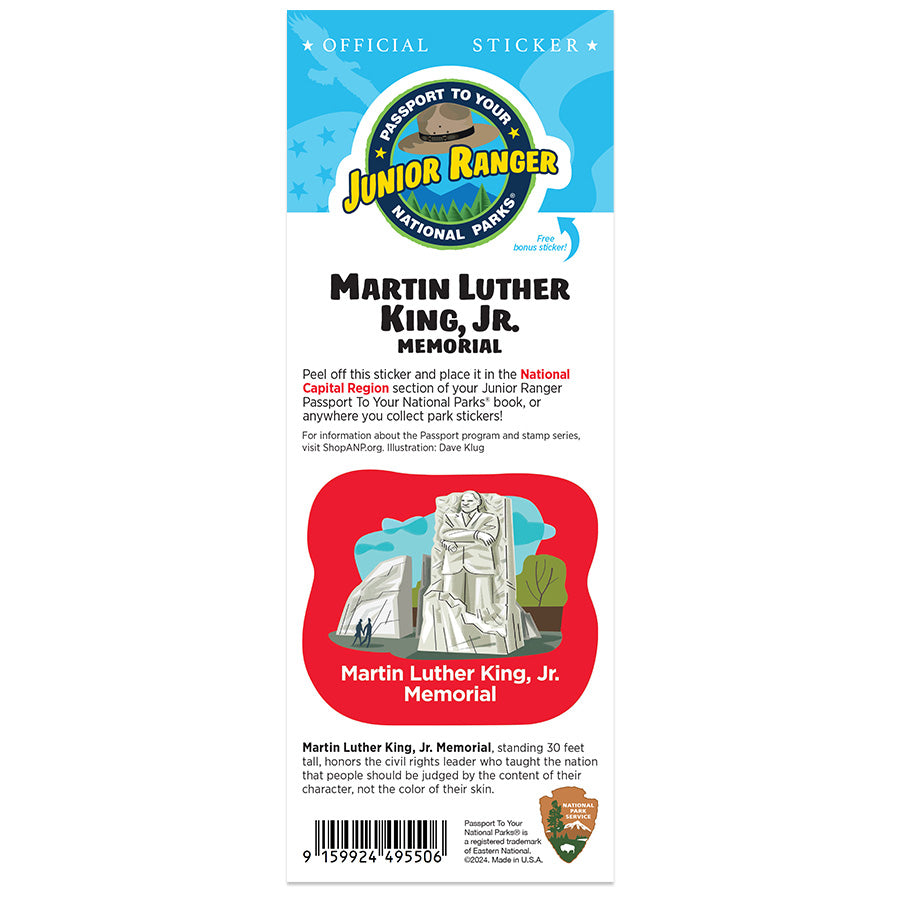 ★ OFFICIAL STICKER ★
PASSPORT TO YOUR
JUNIOR RANGER
NATIONAL PARKS®
Free
bonus sticker!
MARTIN LUTHER
KING, JR.
MEMORIAL
Peel off this sticker and place it in the National
Capital Region section of your Junior Ranger
Passport To Your National Parks® book, or
anywhere you collect park stickers!
For information about the Passport program and stamp series,
visit ShopANP.org. Illustration: Dave Klug
Martin Luther King, Jr.
Memorial
Martin Luther King, Jr. Memorial, standing 30 feet
tall, honors the civil rights leader who taught the nation
that people should be judged by the content of their
character, not the color of their skin.
9 159924 495506
Passport To Your
National Parks® is
a registered trademark
of Eastern National.
©2024. Made in U.S.A.
NATIONAL
PARK
SERVICE